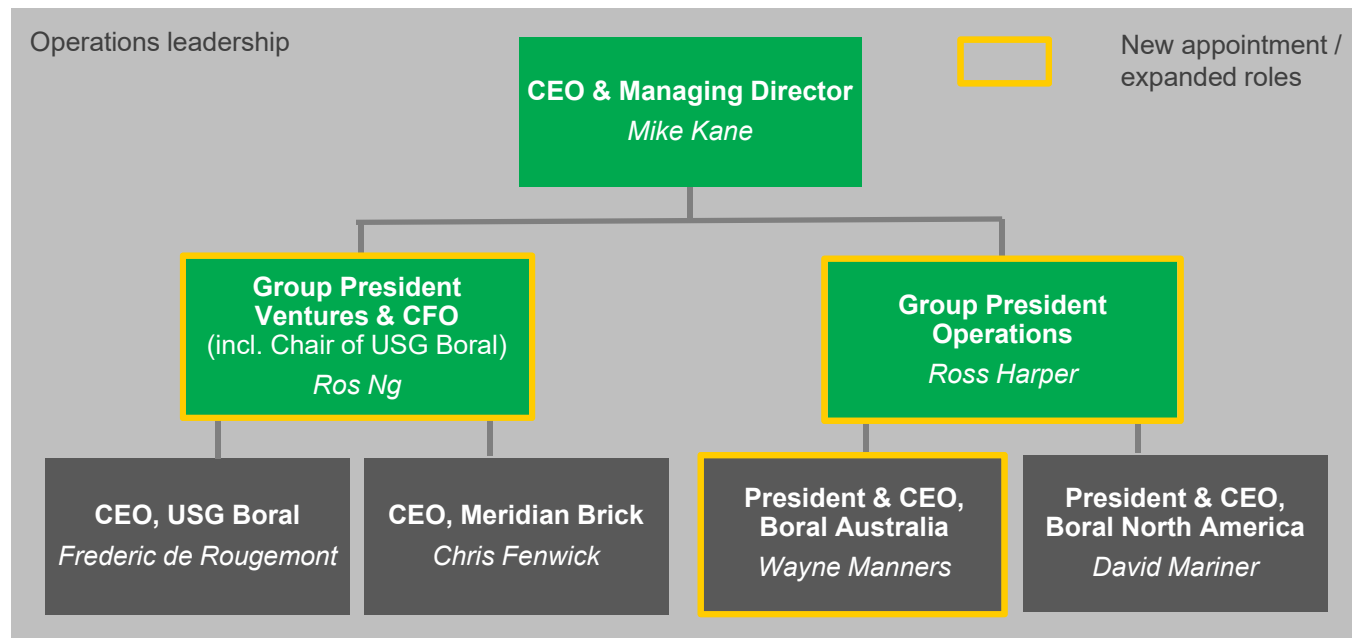 Operations leadership
New appointment /
expanded roles
CEO & Managing Director
Mike Kane
Group President
Ventures & CFO
(incl. Chair of USG Boral)
Ros Ng
Group President
Operations
Ross Harper
CEO, USG Boral
Frederic de Rougemont
CEO, Meridian Brick
Chris Fenwick
President & CEO,
Boral Australia
Wayne Manners
President & CEO,
Boral North America
David Mariner